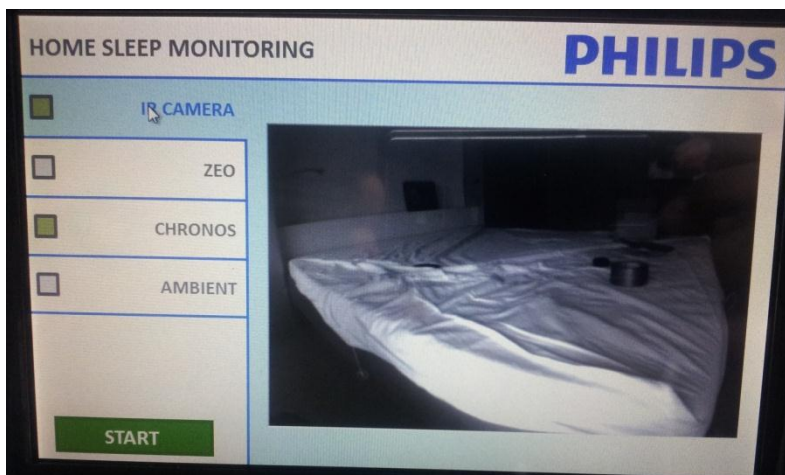 HOME SLEEP MONITORING
PHILIPS
IR CAMERA
ZEO
CHRONOS
AMBIENT
START